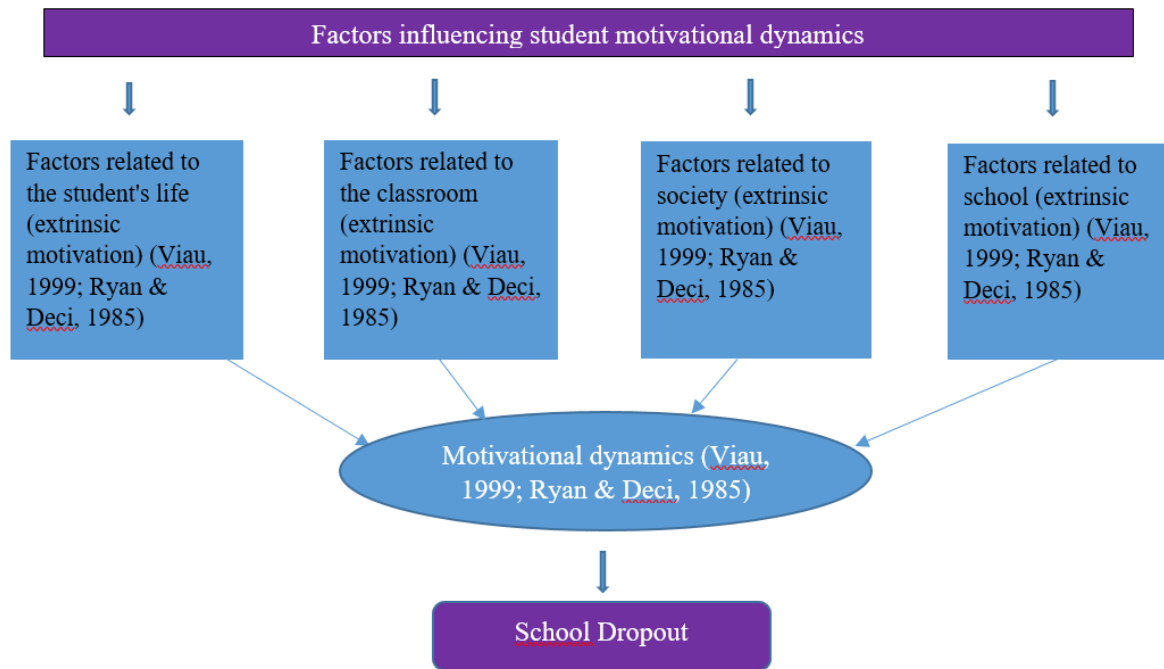 Factors influencing student motivational dynamics
Factors related to
the student's life
(extrinsic
motivation) (Viau,
1999; Ryan &
Deci, 1985)
Factors related to
the classroom
(extrinsic
motivation) (Viau,
1999; Ryan & Deci,
1985)
Factors related to
society (extrinsic
motivation) (Viau,
1999; Ryan &
Deci, 1985)
Factors related
to school (extrinsic
motivation) (Viau,
1999; Ryan &
Deci, 1985)
Motivational dynamics (Viau,
1999; Ryan & Deci, 1985)
School Dropout